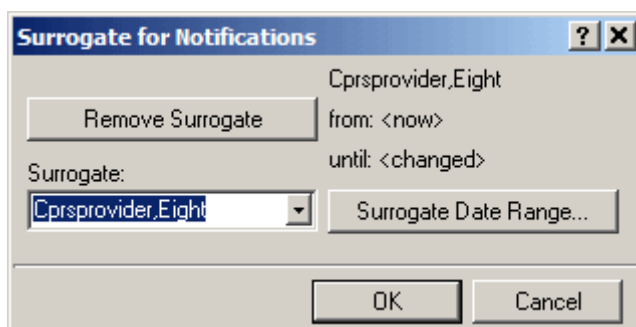 Surrogate for Notifications
Cprsprovider,Eight
Remove Surrogate
from: <now>
until: <changed>
Surrogate:
Cprsprovider,Eight
Surrogate Date Range...
OK
Cancel